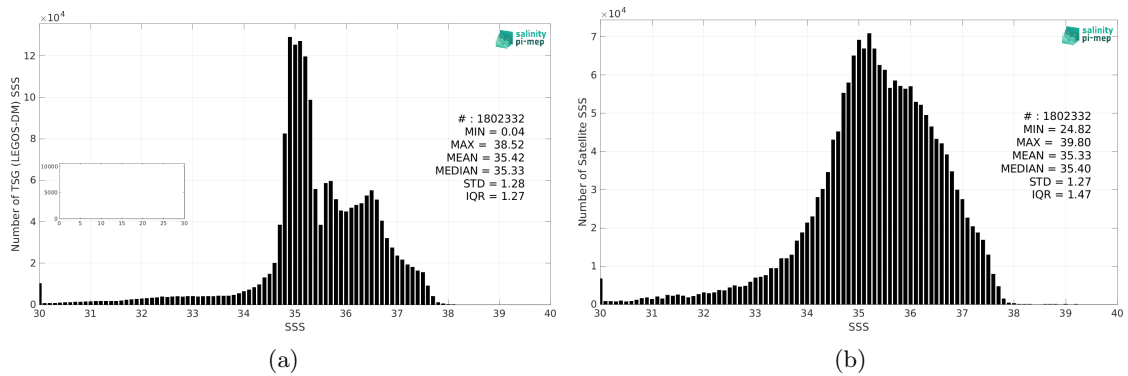 ×10⁴
salinity
pi-mep
Number of TSG (LEGOS-DM) SSS
12
10
8
6
4
2
0
# : 1802332
MIN = 0.04
MAX = 38.52
MEAN = 35.42
MEDIAN = 35.33
STD = 1.28
IQR = 1.27
10000
5000
0
0 5 10 15 20 25 30
30 31 32 33 34 35 36 37 38 39 40
SSS
(a)
×10⁴
salinity
pi-mep
Number of Satellite SSS
7
6
5
4
3
2
1
0
# : 1802332
MIN = 24.82
MAX = 39.80
MEAN = 35.33
MEDIAN = 35.40
STD = 1.27
IQR = 1.47
30 31 32 33 34 35 36 37 38 39 40
SSS
(b)